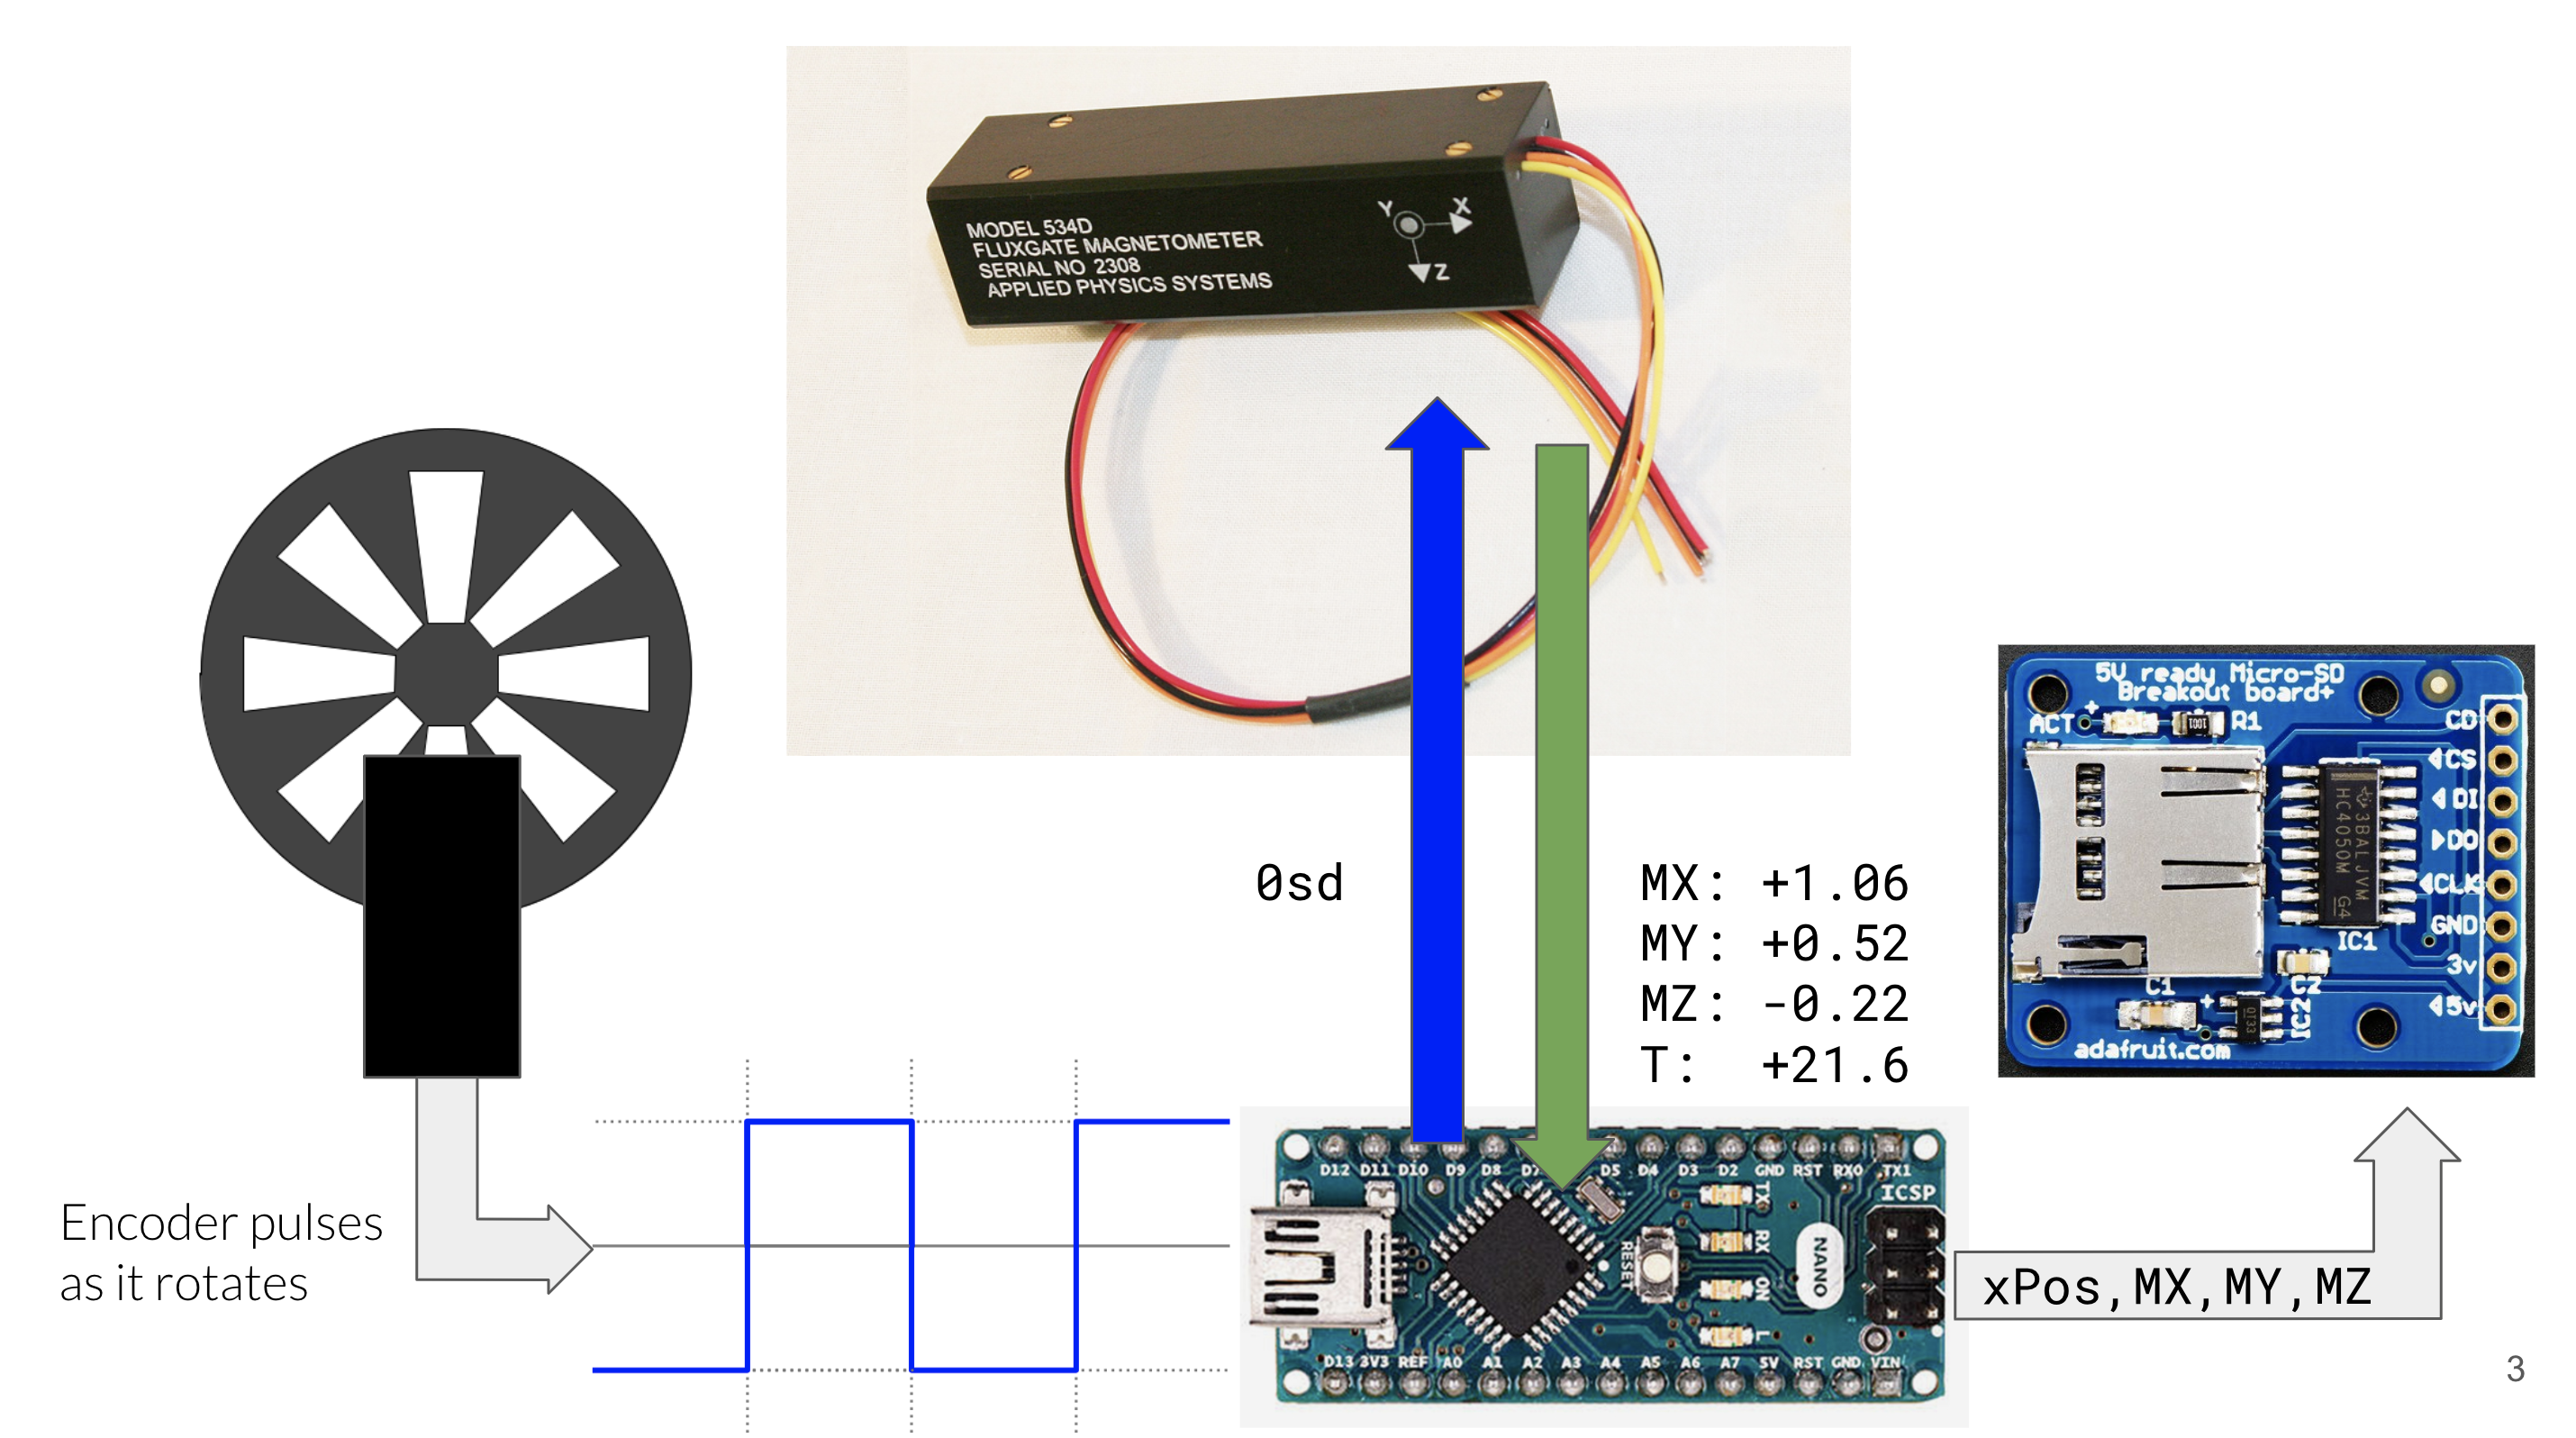 MODEL 534D
FLUXGATE MAGNETOMETER
SERIAL NO 2308
APPLIED PHYSICS SYSTEMS
Y
X
Z
0sd
MX: +1.06
MY: +0.52
MZ: -0.22
T: +21.6
5V ready Micro-SD
Breakout board+
ACT
+
1001
R1
CD
CS
DI
DO
CLK
GND
3v
5v
3BALJVM G4
HC4050M
IC1
C1
+
C2
IC2
adafruit.com
Encoder pulses
as it rotates
D12 D11 D10 D9 D8 D7 D5 D4 D3 D2 GND RST RX0 TX1
ICSP
TX
RX
ON
L
RESET
NANO
D13 3V3 REF A0 A1 A2 A3 A4 A5 A6 A7 5V RST GND VIN
xPos,MX,MY,MZ
3